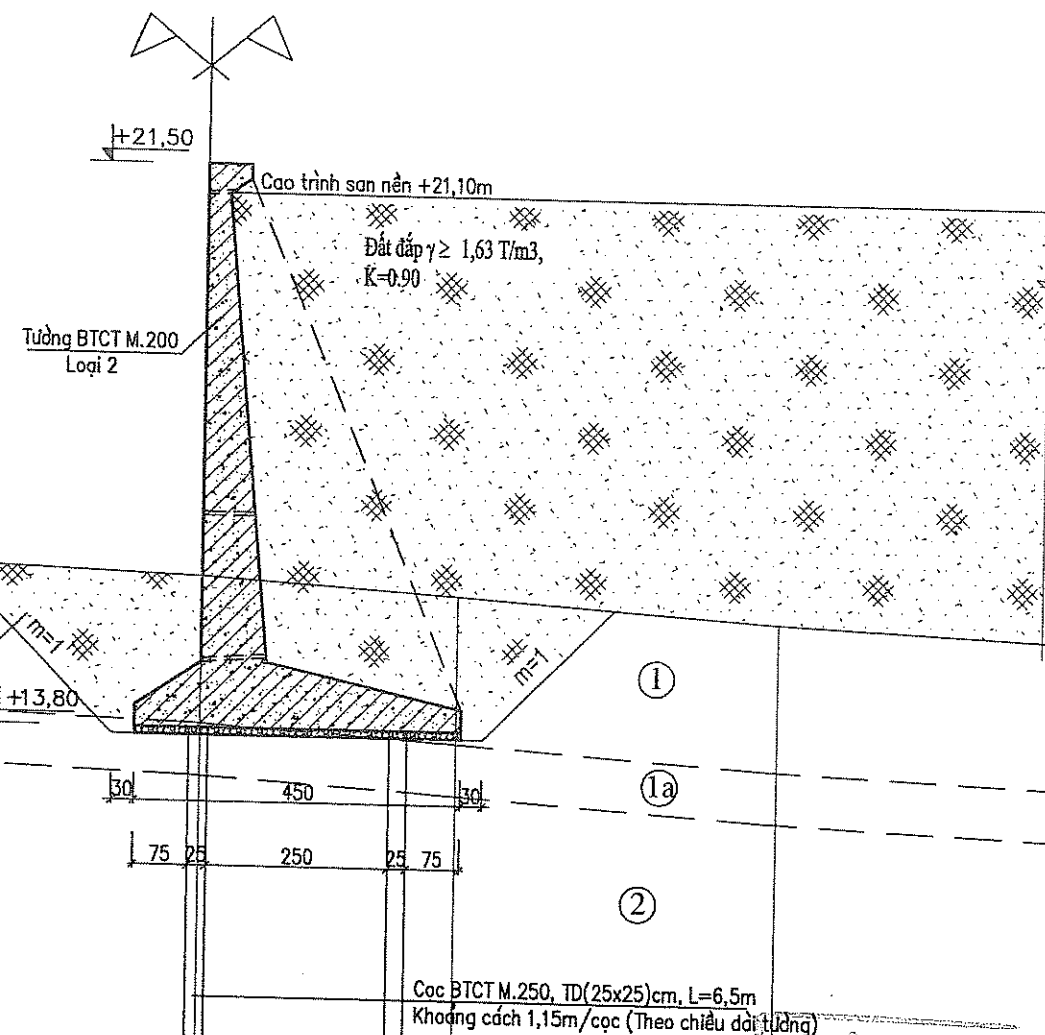 +21,50
Cao trình san nền +21,10m
Đất đắp γ ≥ 1,63 T/m3,
K=0.90
Tường BTCT M.200
Loại 2
m=1
m=1
1
+13,80
30
450
30
1a
75
25
250
25
75
2
Cọc BTCT M.250, TD(25x25)cm, L=6,5m
Khoảng cách 1,15m/cọc (Theo chiều dài tường)